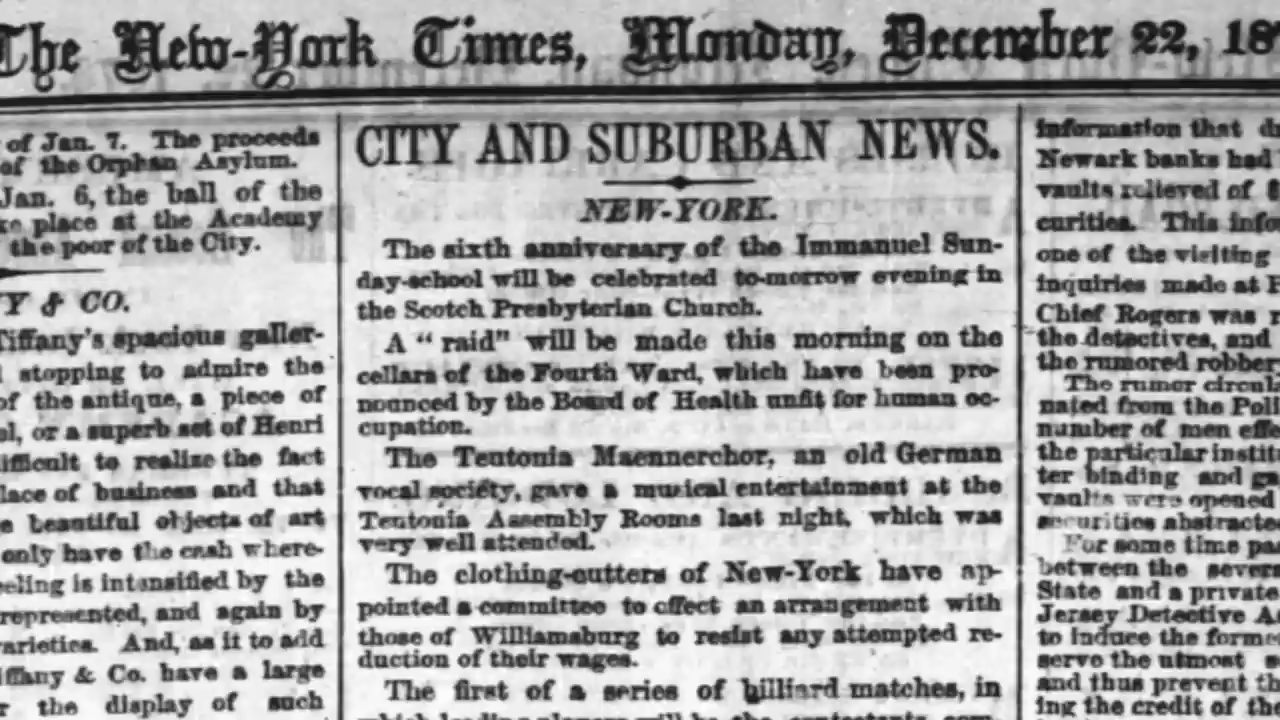 The New-York Times, Monday, December 22, 18
of Jan. 7. The proceeds
of the Orphan Asylum.
Jan. 6, the ball of the
place at the Academy
the poor of the City.
Y & CO.
Tiffany's spacious galler-
stopping to admire the
of the antique, a piece of
or a superb set of Henri
to realize the fact
of business and that
beautiful objects of art
only have the cash where-
is intensified by the
represented, and again by
And, as it to add
& Co. have a large
the display of such
CITY AND SUBURBAN NEWS.
NEW-YORK.
The sixth anniversary of the Immanuel Sun-
day-school will be celebrated to-morrow evening in
the Scotch Presbyterian Church.
A "raid" will be made this morning on the
cellars of the Fourth Ward, which have been pro-
nounced by the Board of Health unfit for human oc-
cupation.
The Teutonia Maennerchor, an old German
vocal society, gave a musical entertainment at the
Teutonia Assembly Rooms last night, which was
very well attended.
The clothing-cutters of New-York have ap-
pointed a committee to effect an arrangement with
those of Williamsburg to resist any attempted re-
duction of their wages.
The first of a series of billiard matches, in
information that
Newark banks had
vaults relieved of
curities. This info
one of the visiting
inquiries made at
Chief Rogers was
the detectives, and
the rumored robber
The rumor circul
nated from the Poli
number of men effe
the particular instit
ter binding and
vaults were opened
securities abstracte
For some time pa
between the severa
State and a private
Jersey Detective
to induce the forme
serve the utmost
and thus prevent th
ing the credit of the